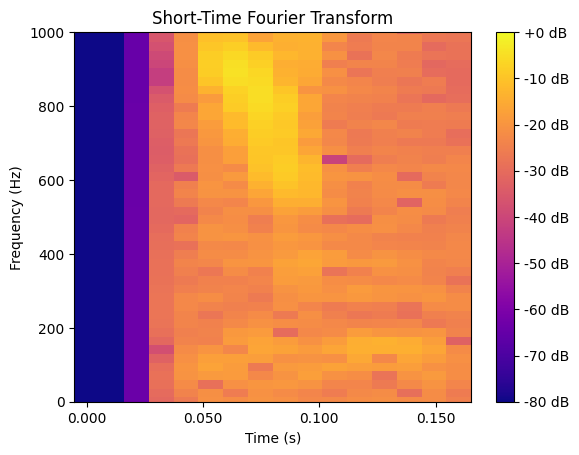 Short-Time Fourier Transform
1000
800
600
400
200
0
Frequency (Hz)
0.000
0.050
0.100
0.150
Time (s)
+0 dB
-10 dB
-20 dB
-30 dB
-40 dB
-50 dB
-60 dB
-70 dB
-80 dB